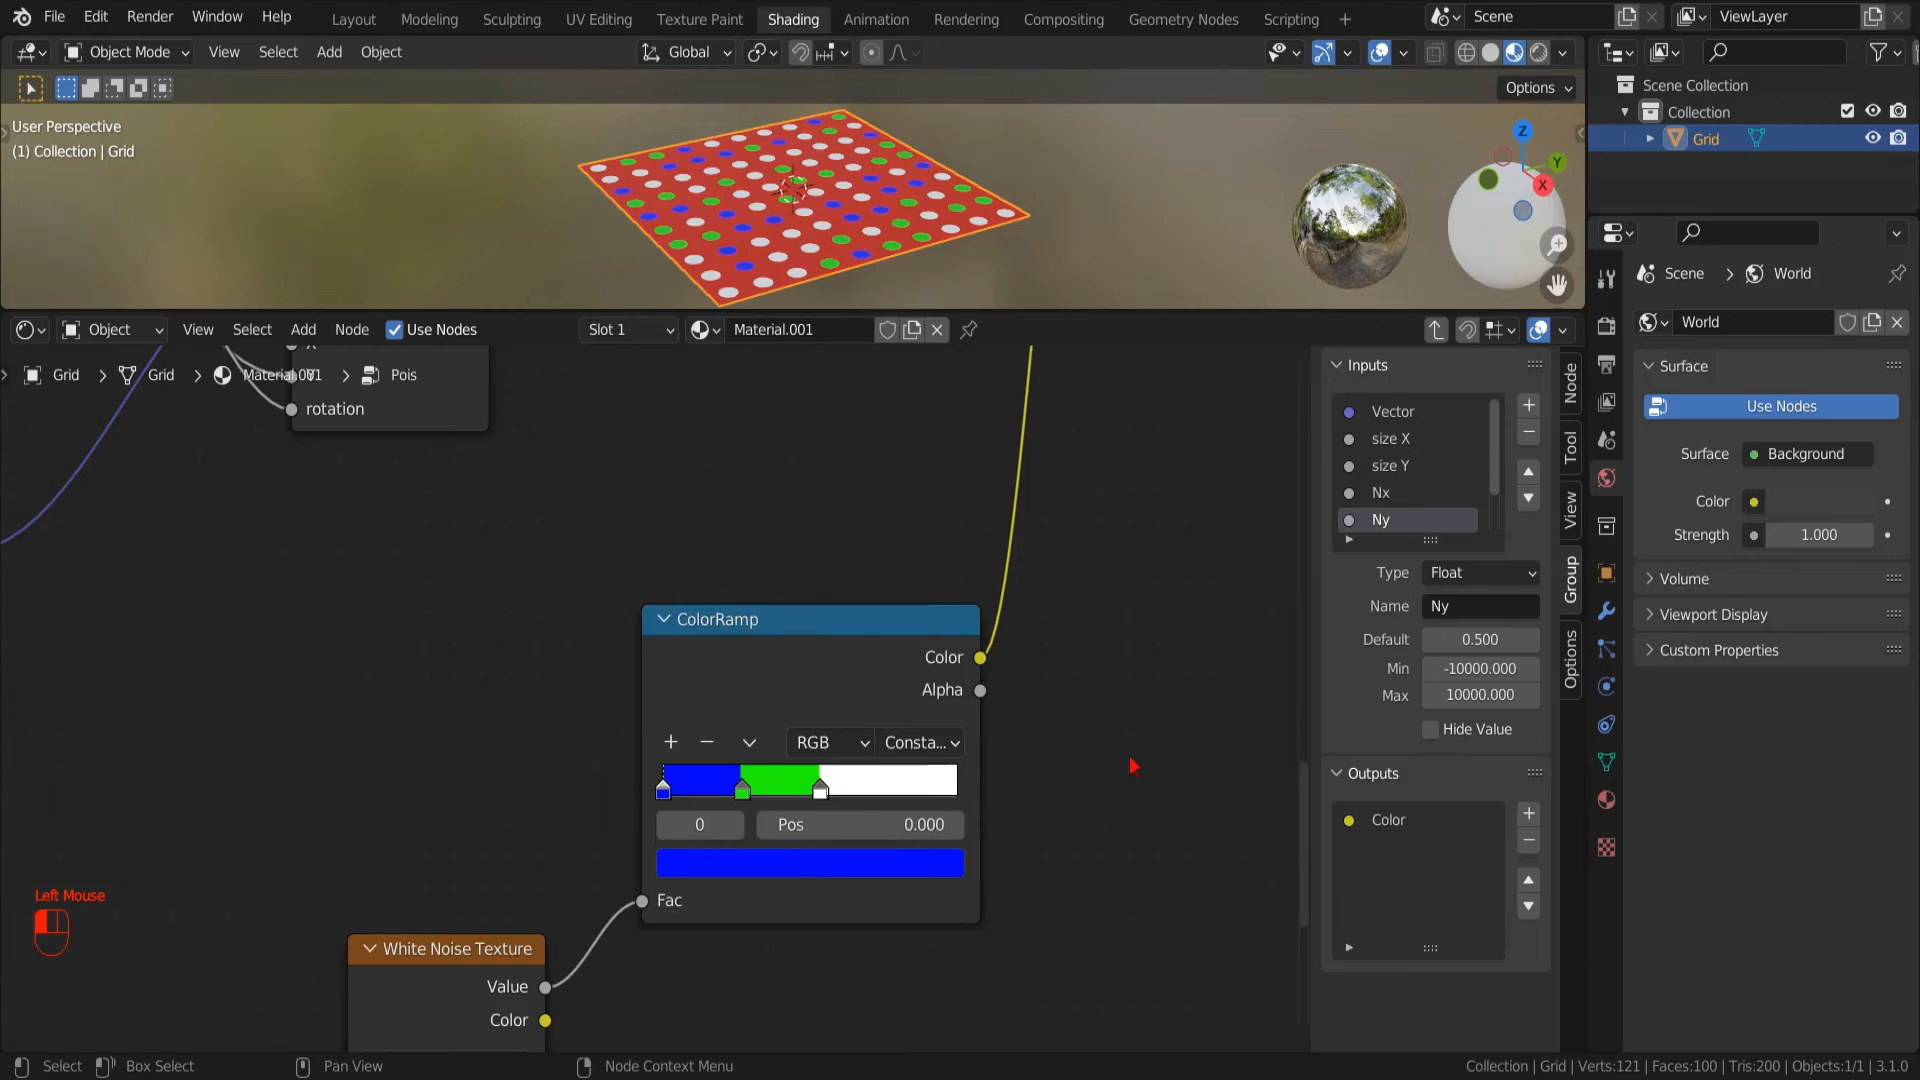 File Edit Render Window Help Layout Modeling Sculpting UV Editing Texture Paint Shading Animation Rendering Compositing Geometry Nodes Scripting + Scene ViewLayer
Object Mode View Select Add Object Global
Options
User Perspective
(1) Collection | Grid
Z
Y
X
Scene Collection
Collection
Grid
Scene > World
World
Surface
Use Nodes
Surface Background
Color
Strength 1.000
Volume
Viewport Display
Custom Properties
Object View Select Add Node Use Nodes Slot 1 Material.001
Grid > Grid > Material.001 > Pois
rotation
ColorRamp
Color
Alpha
RGB Consta...
0 Pos 0.000
Fac
White Noise Texture
Value
Color
Left Mouse
Inputs
Vector
size X
size Y
Nx
Ny
Type Float
Name Ny
Default 0.500
Min -10000.000
Max 10000.000
Hide Value
Outputs
Color
Node
Tool
View
Group
Options
Select Box Select Pan View Node Context Menu Collection | Grid | Verts:121 | Faces:100 | Tris:200 | Objects:1/1 | 3.1.0